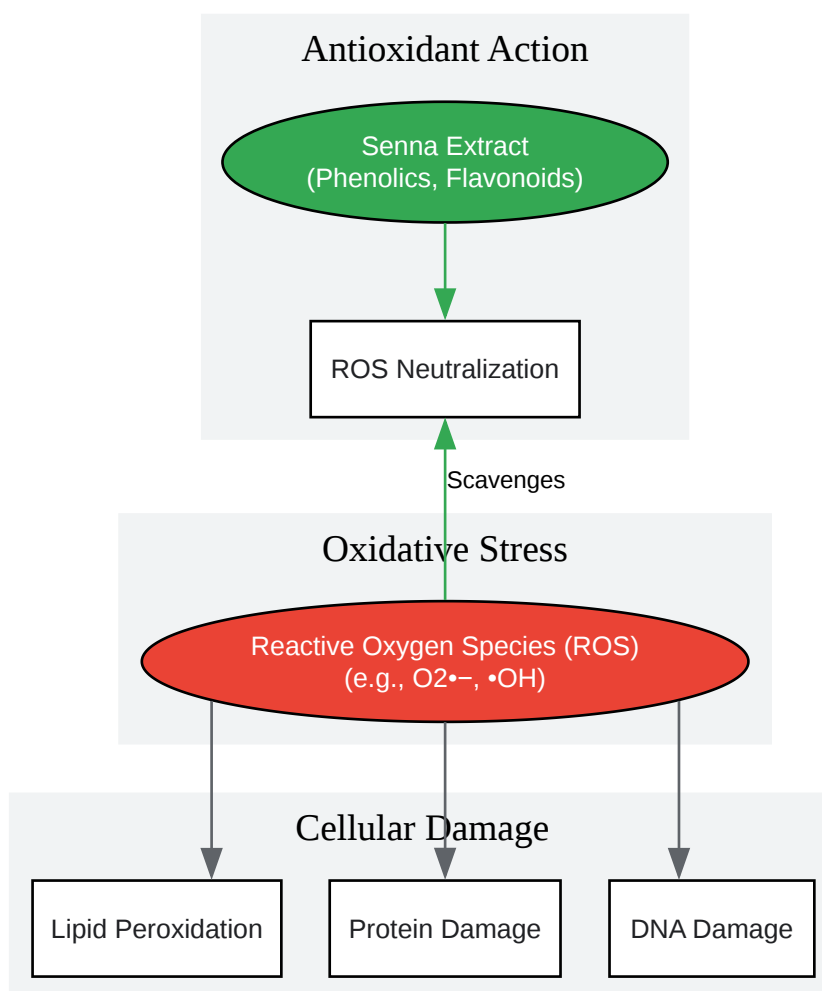 Antioxidant Action
Senna Extract
(Phenolics, Flavonoids)
ROS Neutralization
Scavenges
Oxidative Stress
Reactive Oxygen Species (ROS)
(e.g., O2•−, •OH)
Cellular Damage
Lipid Peroxidation
Protein Damage
DNA Damage